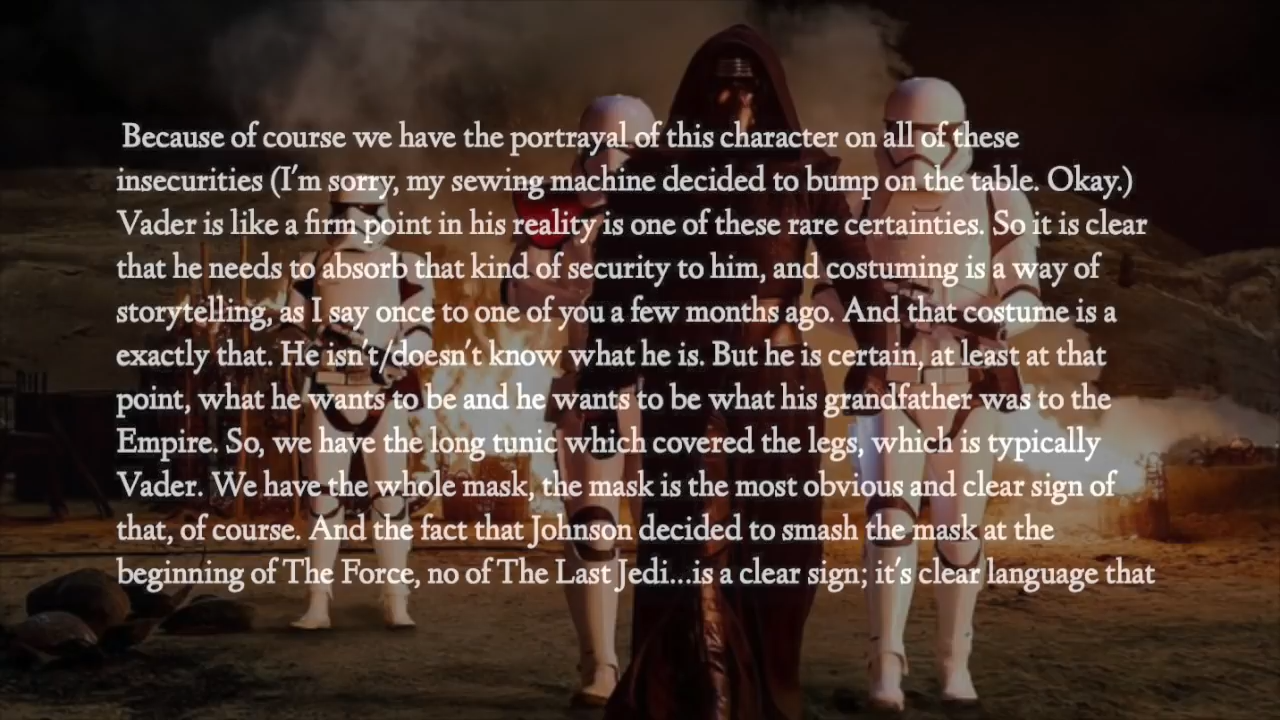 Because of course we have the portrayal of this character on all of these
insecurities (I'm sorry, my sewing machine decided to bump on the table. Okay.)
Vader is like a firm point in his reality is one of these rare certainties. So it is clear
that he needs to absorb that kind of security to him, and costuming is a way of
storytelling, as I say once to one of you a few months ago. And that costume is a
exactly that. He isn't/doesn't know what he is. But he is certain, at least at that
point, what he wants to be and he wants to be what his grandfather was to the
Empire. So, we have the long tunic which covered the legs, which is typically
Vader. We have the whole mask, the mask is the most obvious and clear sign of
that, of course. And the fact that Johnson decided to smash the mask at the
beginning of The Force, no of The Last Jedi...is a clear sign; it's clear language that